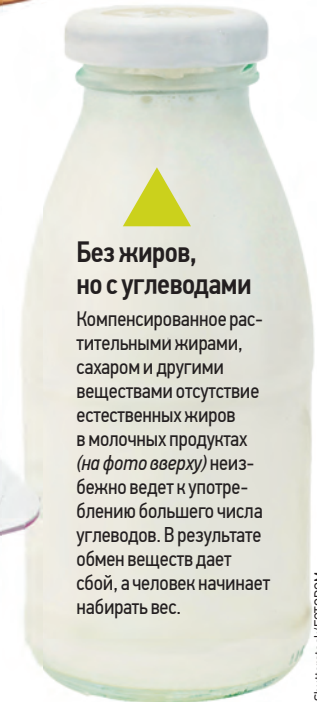 Без жиров,
но с углеводами
Компенсированное рас-
тительными жирами,
сахаром и другими
веществами отсутствие
естественных жиров
в молочных продуктах
(на фото вверху) неиз-
бежно ведет к употре-
блению большего числа
углеводов. В результате
обмен веществ дает
сбой, а человек начинает
набирать вес.